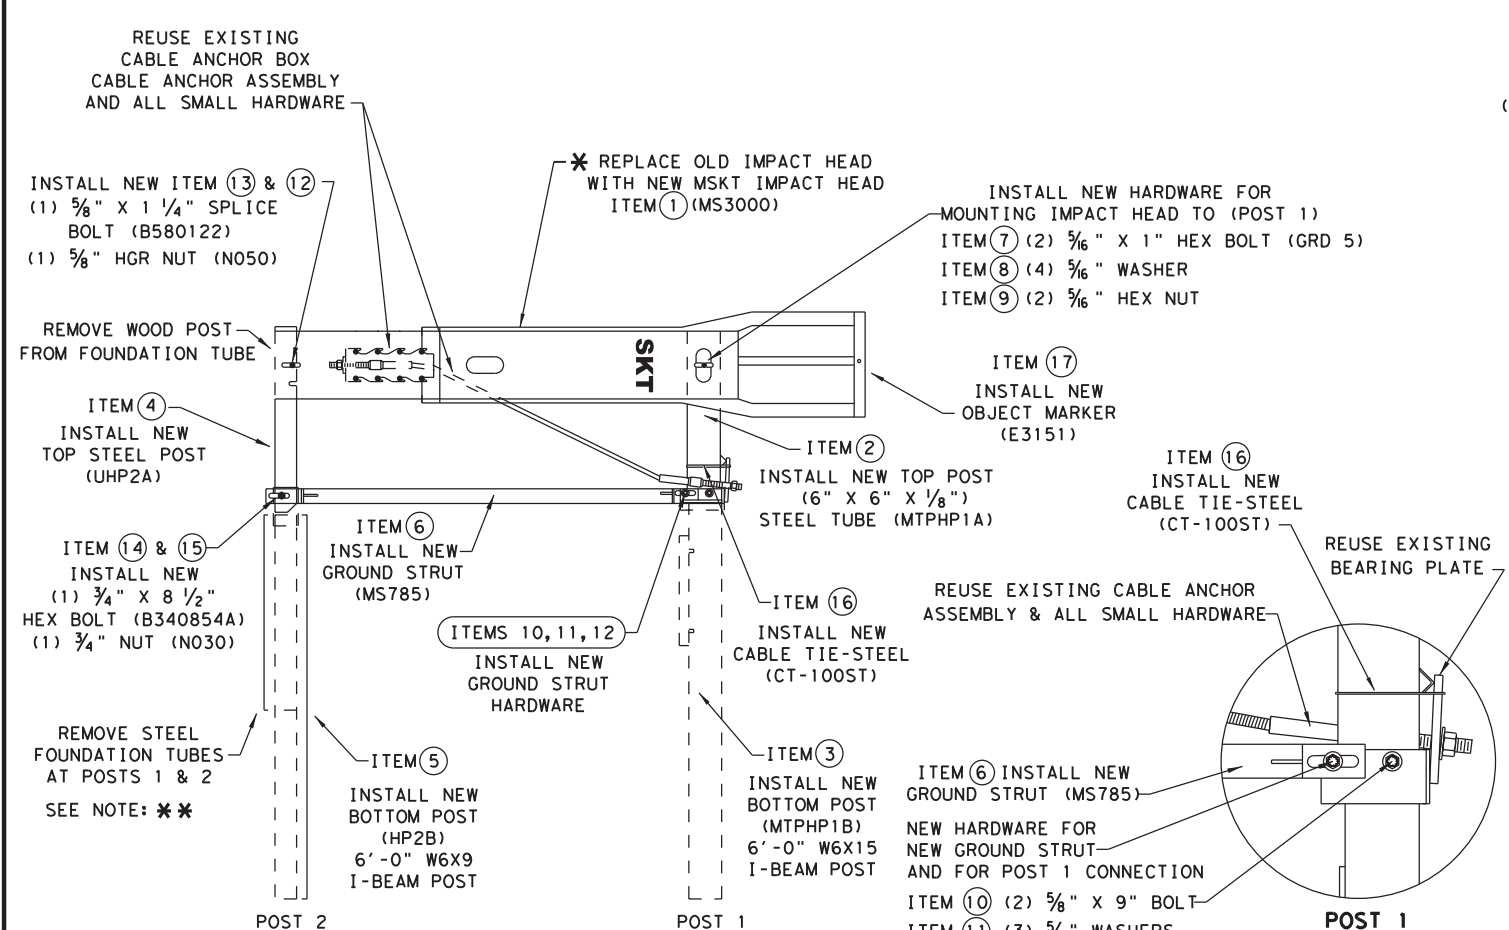 REUSE EXISTING
CABLE ANCHOR BOX
CABLE ANCHOR ASSEMBLY
AND ALL SMALL HARDWARE
INSTALL NEW ITEM 13 & 12
(1) 5/8" X 1 1/4" SPLICE
BOLT (B580122)
(1) 5/8" HGR NUT (N050)
* REPLACE OLD IMPACT HEAD
WITH NEW MSKT IMPACT HEAD
ITEM 1 (MS3000)
INSTALL NEW HARDWARE FOR
MOUNTING IMPACT HEAD TO (POST 1)
ITEM 7 (2) 5/16" X 1" HEX BOLT (GRD 5)
ITEM 8 (4) 5/16" WASHER
ITEM 9 (2) 5/16" HEX NUT
REMOVE WOOD POST
FROM FOUNDATION TUBE
SKT
ITEM 17
INSTALL NEW
OBJECT MARKER
(E3151)
ITEM 4
INSTALL NEW
TOP STEEL POST
(UHP2A)
ITEM 2
INSTALL NEW TOP POST
(6" X 6" X 1/8")
STEEL TUBE (MTPHP1A)
ITEM 16
INSTALL NEW
CABLE TIE-STEEL
(CT-100ST)
REUSE EXISTING
BEARING PLATE
ITEM 14 & 15
INSTALL NEW
(1) 3/4" X 8 1/2"
HEX BOLT (B340854A)
(1) 3/4" NUT (N030)
ITEM 6
INSTALL NEW
GROUND STRUT
(MS785)
ITEMS 10,11,12
INSTALL NEW
GROUND STRUT
HARDWARE
ITEM 16
INSTALL NEW
CABLE TIE-STEEL
(CT-100ST)
REUSE EXISTING CABLE ANCHOR
ASSEMBLY & ALL SMALL HARDWARE
REMOVE STEEL
FOUNDATION TUBES
AT POSTS 1 & 2
SEE NOTE: * *
ITEM 5
INSTALL NEW
BOTTOM POST
(HP2B)
6'-0" W6X9
I-BEAM POST
ITEM 3
INSTALL NEW
BOTTOM POST
(MTPHP1B)
6'-0" W6X15
I-BEAM POST
ITEM 6 INSTALL NEW
GROUND STRUT (MS785)
NEW HARDWARE FOR
NEW GROUND STRUT
AND FOR POST 1 CONNECTION
ITEM 10 (2) 5/8" X 9" BOLT
ITEM 11 (3) 5/8" WASHERS
POST 2
POST 1
POST 1